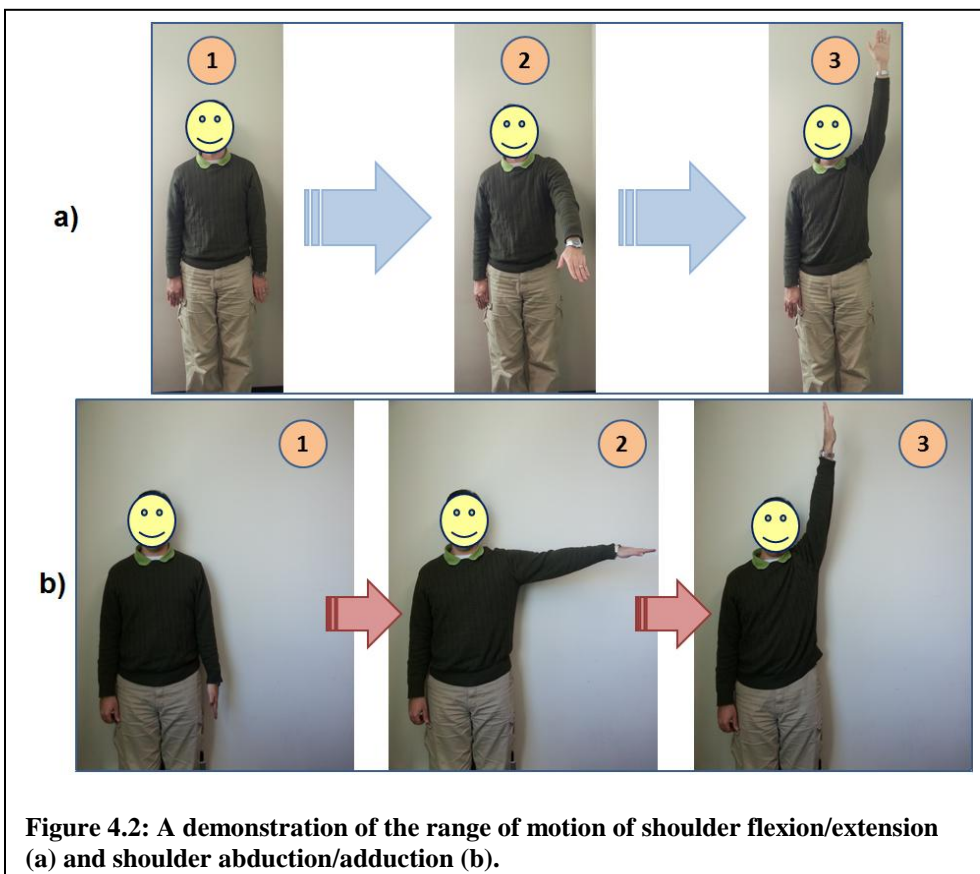 1
2
3
a)
1
2
3
b)
Figure 4.2: A demonstration of the range of motion of shoulder flexion/extension
(a) and shoulder abduction/adduction (b).